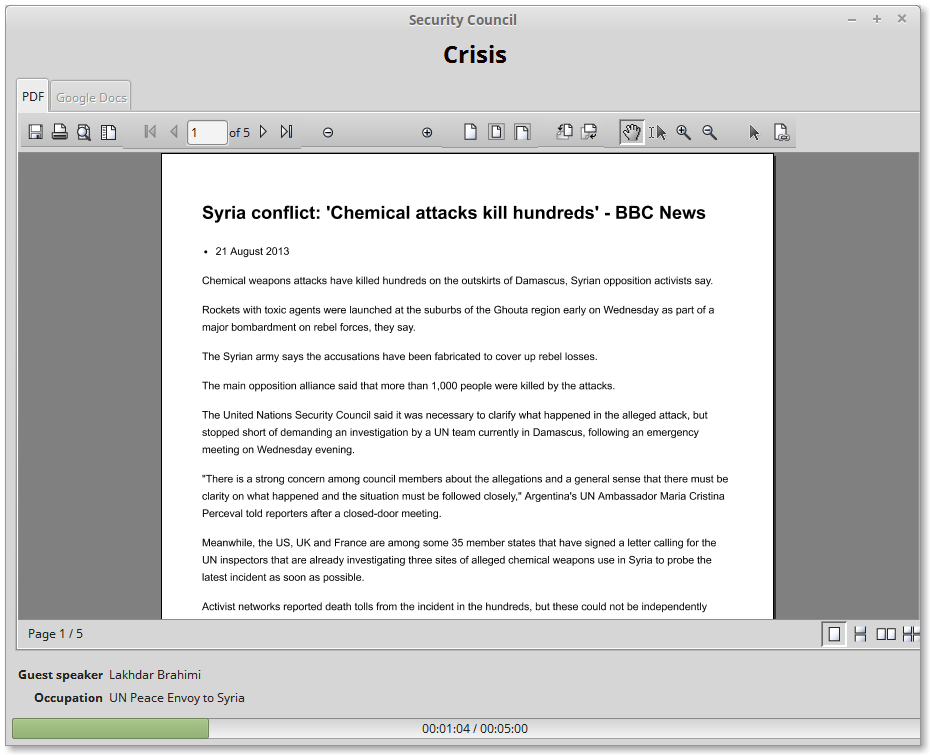 Security Council
Crisis
PDF
Google Docs
1 of 5
Syria conflict: 'Chemical attacks kill hundreds' - BBC News
• 21 August 2013
Chemical weapons attacks have killed hundreds on the outskirts of Damascus, Syrian opposition activists say.
Rockets with toxic agents were launched at the suburbs of the Ghouta region early on Wednesday as part of a
major bombardment on rebel forces, they say.
The Syrian army says the accusations have been fabricated to cover up rebel losses.
The main opposition alliance said that more than 1,000 people were killed by the attacks.
The United Nations Security Council said it was necessary to clarify what happened in the alleged attack, but
stopped short of demanding an investigation by a UN team currently in Damascus, following an emergency
meeting on Wednesday evening.
"There is a strong concern among council members about the allegations and a general sense that there must be
clarity on what happened and the situation must be followed closely," Argentina's UN Ambassador Maria Cristina
Perceval told reporters after a closed-door meeting.
Meanwhile, the US, UK and France are among some 35 member states that have signed a letter calling for the
UN inspectors that are already investigating three sites of alleged chemical weapons use in Syria to probe the
latest incident as soon as possible.
Activist networks reported death tolls from the incident in the hundreds, but these could not be independently
Page 1 / 5
Guest speaker Lakhdar Brahimi
Occupation UN Peace Envoy to Syria
00:01:04 / 00:05:00